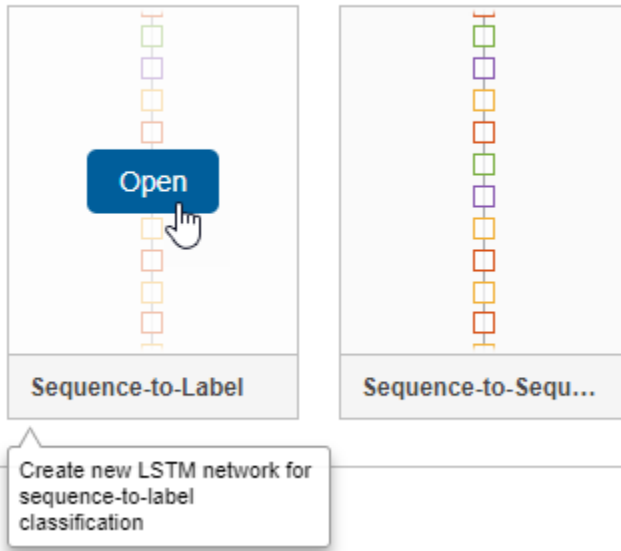 Open
Sequence-to-Label
Sequence-to-Sequ...
Create new LSTM network for
sequence-to-label
classification